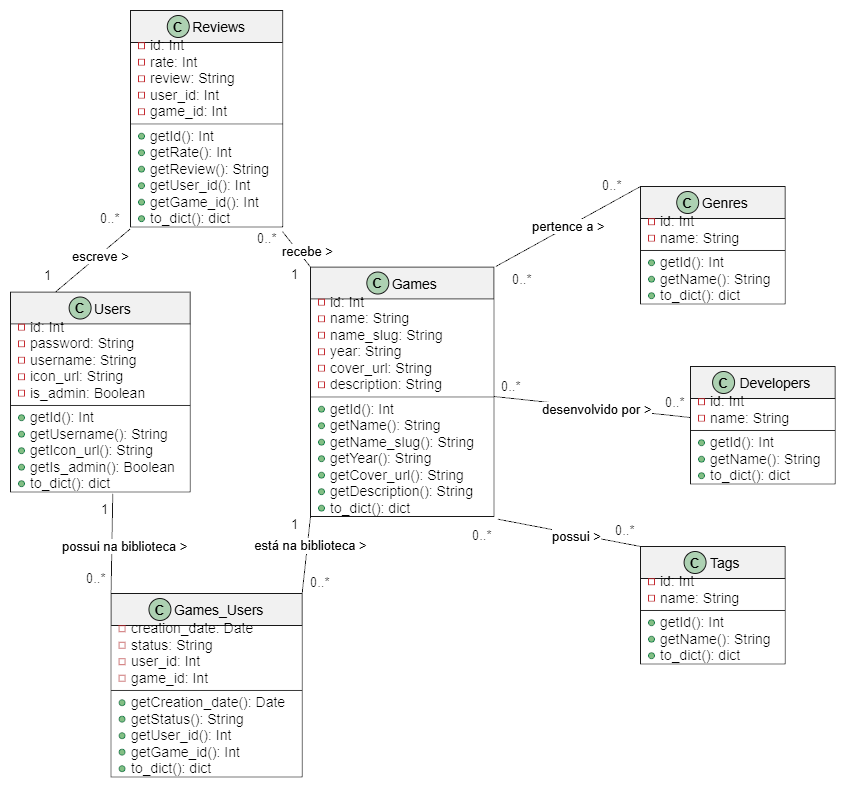 C Reviews
id: Int
rate: Int
review: String
user_id: Int
game_id: Int
getId(): Int
getRate(): Int
getReview(): String
getUser_id(): Int
getGame_id(): Int
to_dict(): dict
0..*
0..*
escreve >
recebe >
1
1
C Users
id: Int
password: String
username: String
icon_url: String
is_admin: Boolean
getId(): Int
getUsername(): String
getIcon_url(): String
getIs_admin(): Boolean
to_dict(): dict
C Games
id: Int
name: String
name_slug: String
year: String
cover_url: String
description: String
getId(): Int
getName(): String
getName_slug(): String
getYear(): String
getCover_url(): String
getDescription(): String
to_dict(): dict
0..*
pertence a >
0..*
C Genres
id: Int
name: String
getId(): Int
getName(): String
to_dict(): dict
0..*
desenvolvido por >
0..*
C Developers
id: Int
name: String
getId(): Int
getName(): String
to_dict(): dict
0..*
possui >
0..*
C Tags
id: Int
name: String
getId(): Int
getName(): String
to_dict(): dict
1
possui na biblioteca >
0..*
1
está na biblioteca >
0..*
C Games_Users
creation_date: Date
status: String
user_id: Int
game_id: Int
getCreation_date(): Date
getStatus(): String
getUser_id(): Int
getGame_id(): Int
to_dict(): dict